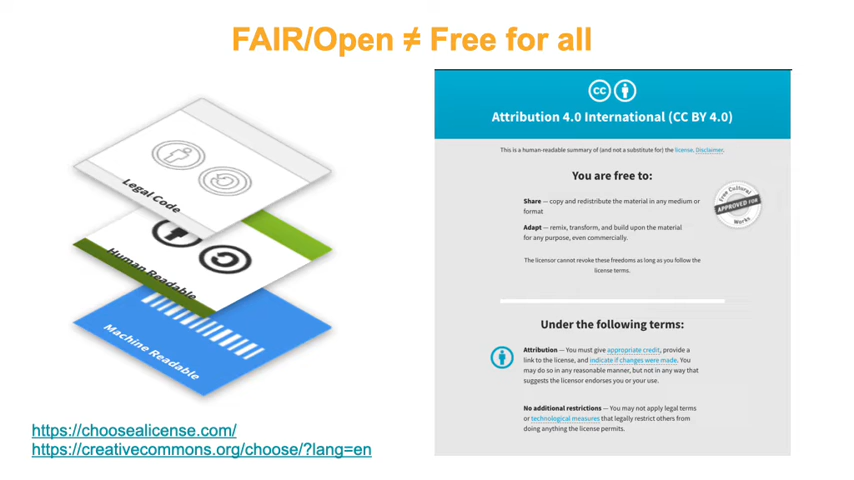 FAIR/Open ≠ Free for all
Legal Code
Human Readable
Machine Readable
https://choosealicense.com/
https://creativecommons.org/choose/?lang=en
CC
Attribution 4.0 International (CC BY 4.0)
This is a human-readable summary of (and not a substitute for) the license. Disclaimer.
You are free to:
Share — copy and redistribute the material in any medium or
format
Adapt — remix, transform, and build upon the material
for any purpose, even commercially.
The licensor cannot revoke these freedoms as long as you follow the
license terms.
Free Cultural
APPROVED FOR
Works
Under the following terms:
Attribution — You must give appropriate credit, provide a
link to the license, and indicate if changes were made. You
may do so in any reasonable manner, but not in any way that
suggests the licensor endorses you or your use.
No additional restrictions — You may not apply legal terms
or technological measures that legally restrict others from
doing anything the license permits.